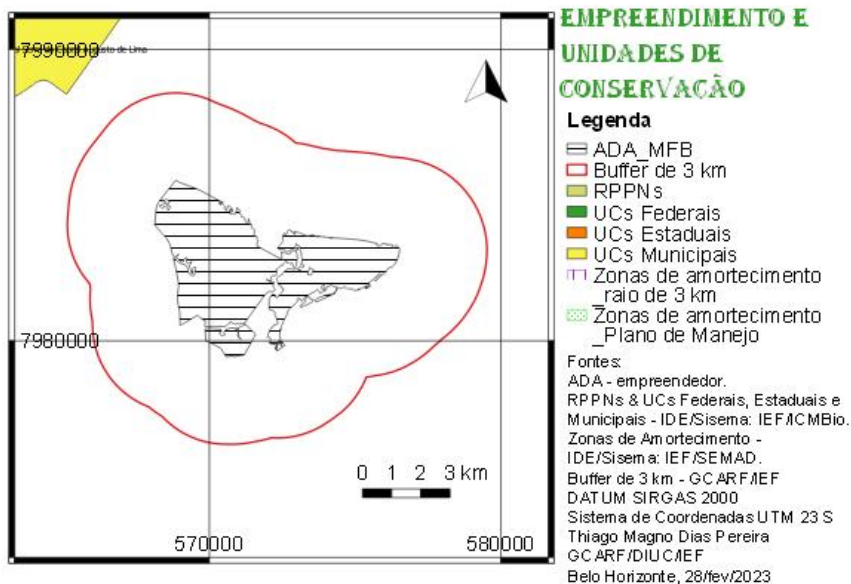 EMPREENDIMENTO E
UNIDADES DE
CONSERVAÇÃO
Legenda
ADA_MFB
Buffer de 3 km
RPPNs
UCs Federais
UCs Estaduais
UCs Municipais
Zonas de amortecimento
_raio de 3 km
Zonas de amortecimento
_Plano de Manejo
Fontes:
ADA - empreendedor.
RPPNs & UCs Federais, Estaduais e
Municipais - IDE/Sisema: IEF/ICMBio.
Zonas de Amortecimento -
IDE/Sisema: IEF/SEMAD.
Buffer de 3 km - GCARF/IEF
DATUM SIRGAS 2000
Sistema de Coordenadas UTM 23 S
Thiago Magno Dias Pereira
GCARF/DIUC/IEF
Belo Horizonte, 28/fev/2023
7990000
de Lima
7980000
0 1 2 3 km
570000
580000